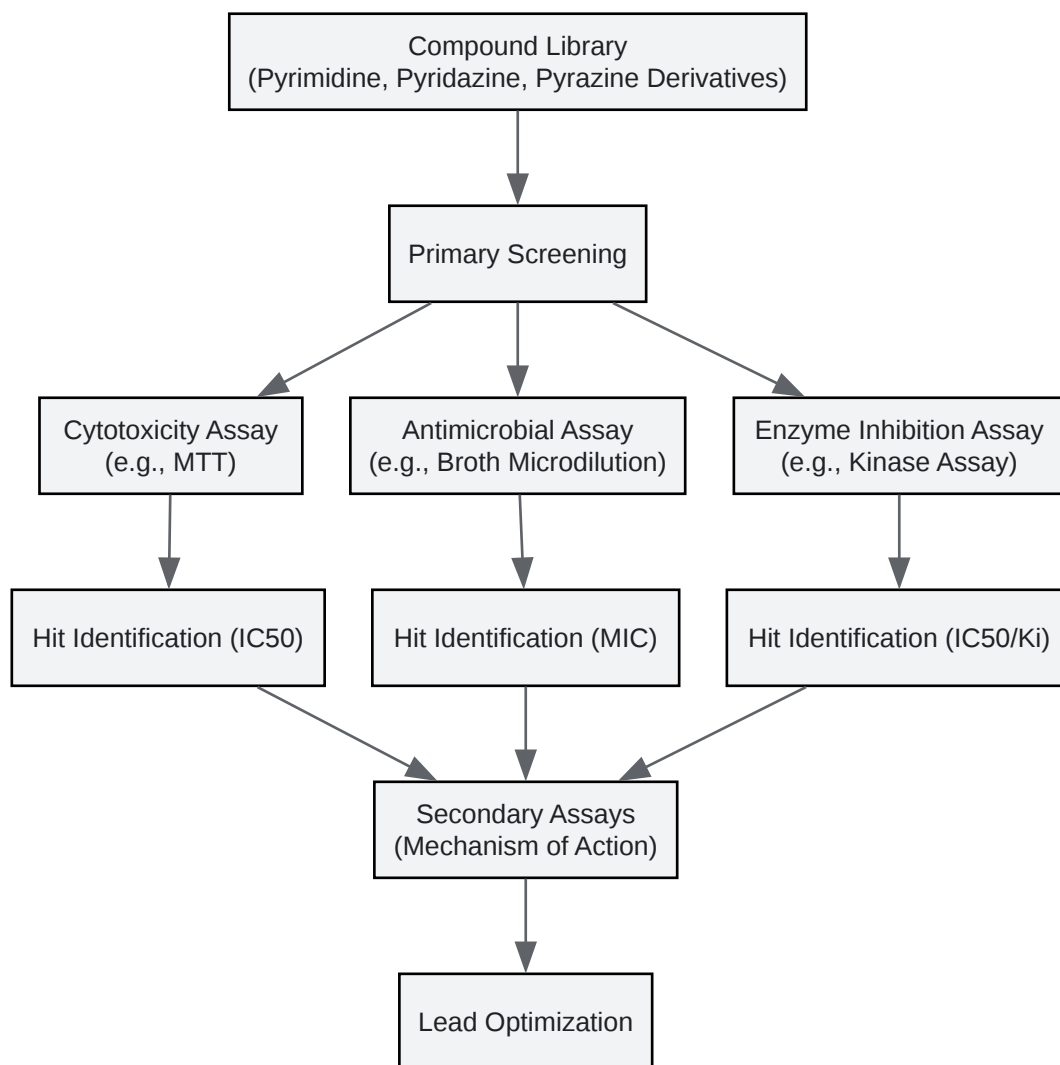 Compound Library
(Pyrimidine, Pyridazine, Pyrazine Derivatives)
Primary Screening
Cytotoxicity Assay
(e.g., MTT)
Antimicrobial Assay
(e.g., Broth Microdilution)
Enzyme Inhibition Assay
(e.g., Kinase Assay)
Hit Identification (IC50)
Hit Identification (MIC)
Hit Identification (IC50/Ki)
Secondary Assays
(Mechanism of Action)
Lead Optimization